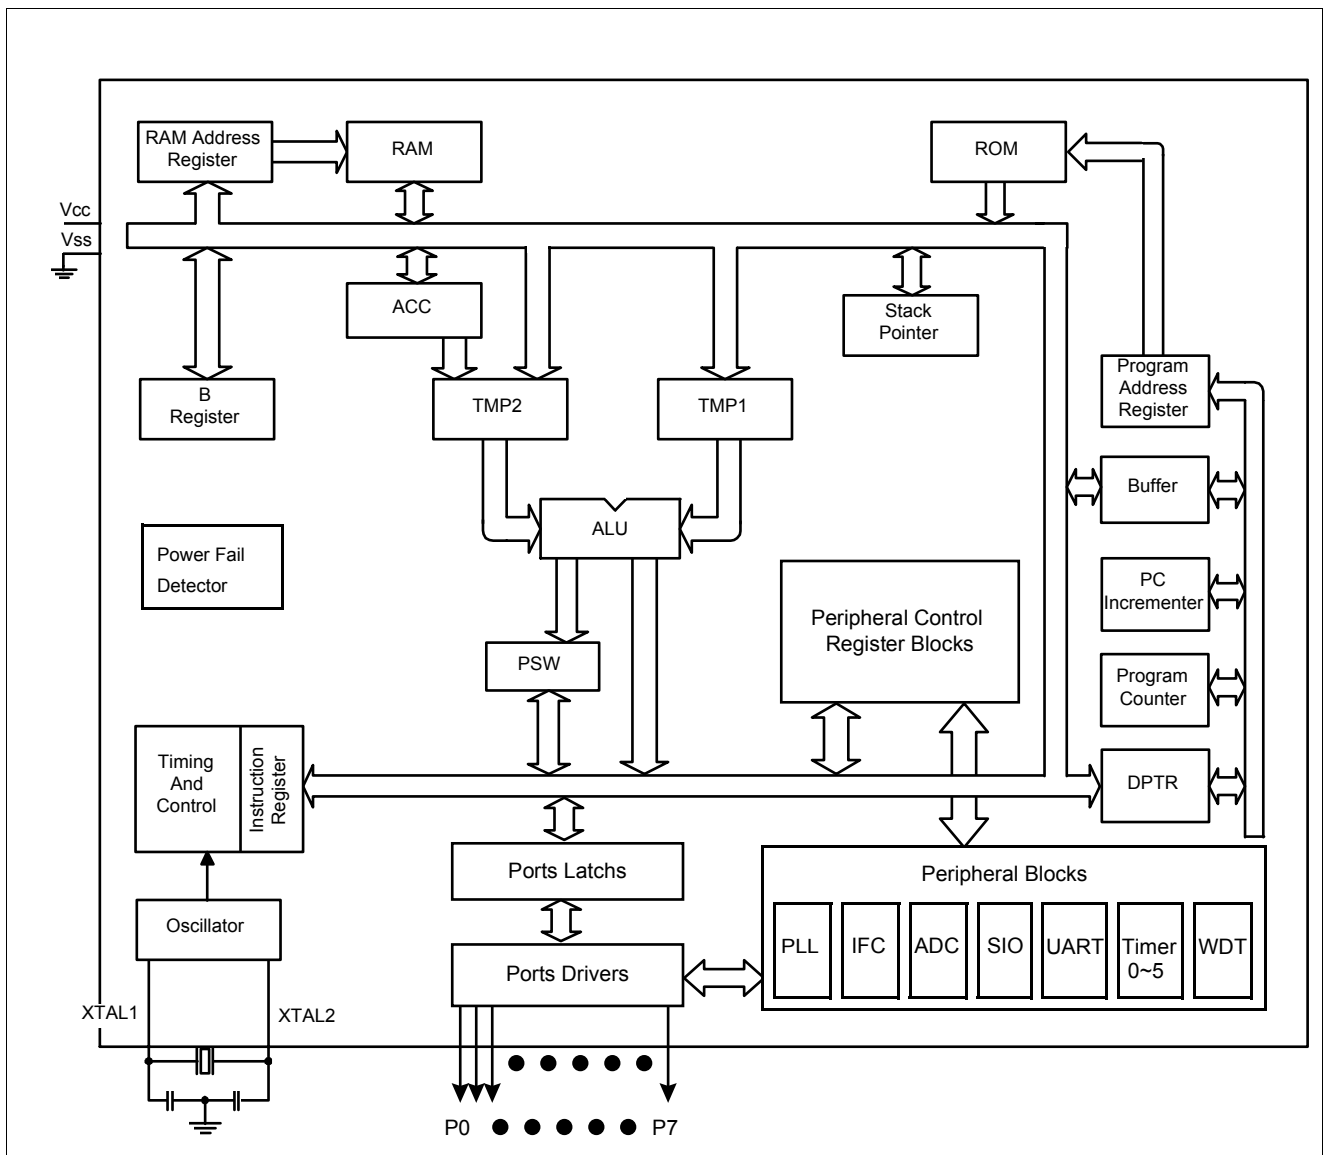 RAM Address
Register
RAM
ROM
Vcc
Vss
ACC
Stack
Pointer
B
Register
TMP2
TMP1
Program
Address
Register
Buffer
ALU
Power Fail
Detector
PC
Incrementer
Peripheral Control
Register Blocks
PSW
Program
Counter
Timing
And
Control
Instruction
Register
DPTR
Ports Latchs
Peripheral Blocks
Oscillator
PLL
IFC
ADC
SIO
UART
Timer
0~5
WDT
Ports Drivers
XTAL1
XTAL2
P0
P7